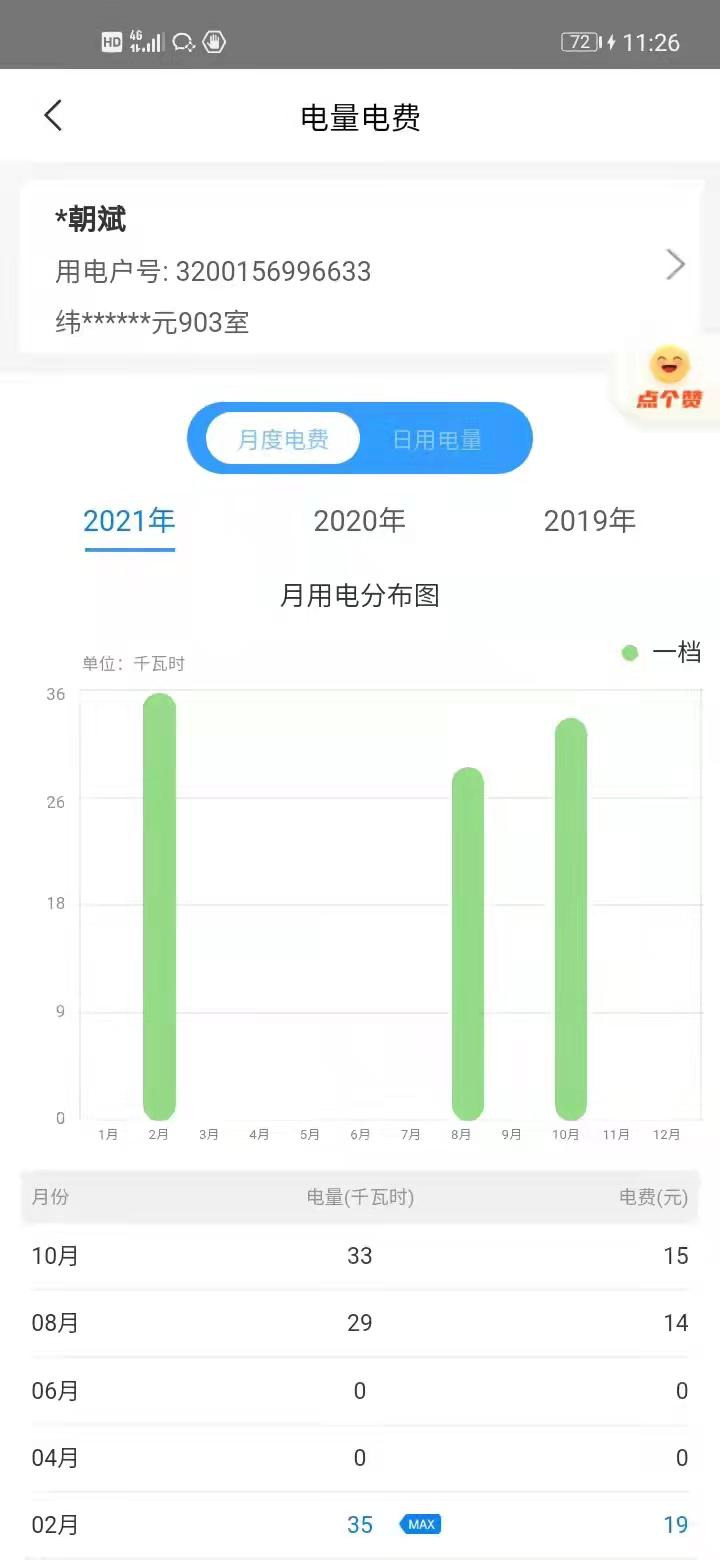 HD 4G 72 11:26
电量电费
*朝斌
用电户号: 3200156996633
纬******元903室
点个赞
月度电费 日用电量
2021年 2020年 2019年
月用电分布图
单位：千瓦时 一档
36
26
18
9
0
1月 2月 3月 4月 5月 6月 7月 8月 9月 10月 11月 12月
月份 电量(千瓦时) 电费(元)
10月 33 15
08月 29 14
06月 0 0
04月 0 0
02月 35 MAX 19